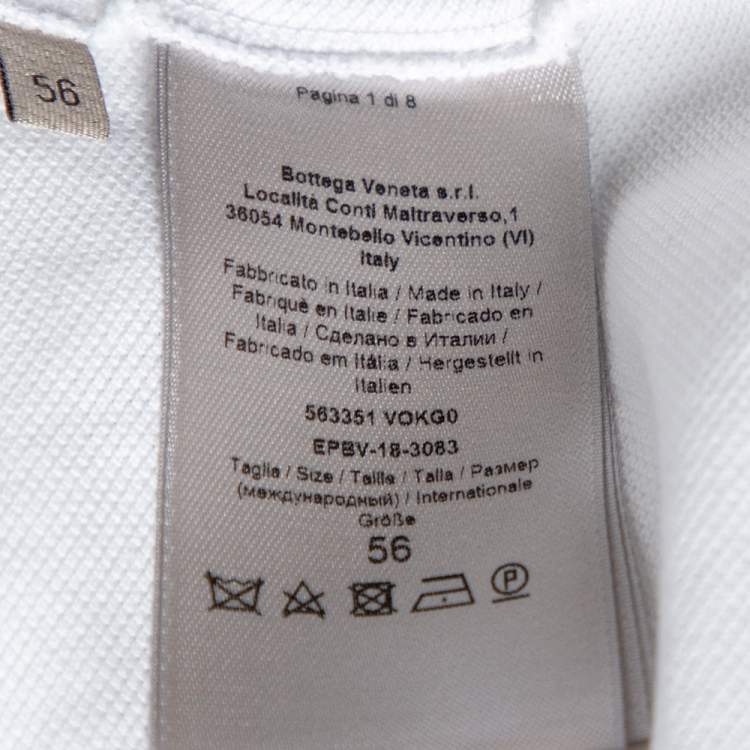 56
Pagina 1 di 8
Bottega Veneta s.r.l.
Località Conti Maltraverso,1
36054 Montebello Vicentino (VI)
Italy
Fabbricato in Italia / Made in Italy /
Fabriqué en Italie / Fabricado en
Italia / Сделано в Италии /
Fabricado em Itália / Hergestellt in
Italien
563351 VOKG0
EPBV-18-3083
Taglia / Size / Taille / Talla / Размер
(международный) / Internationale
Größe
56
P